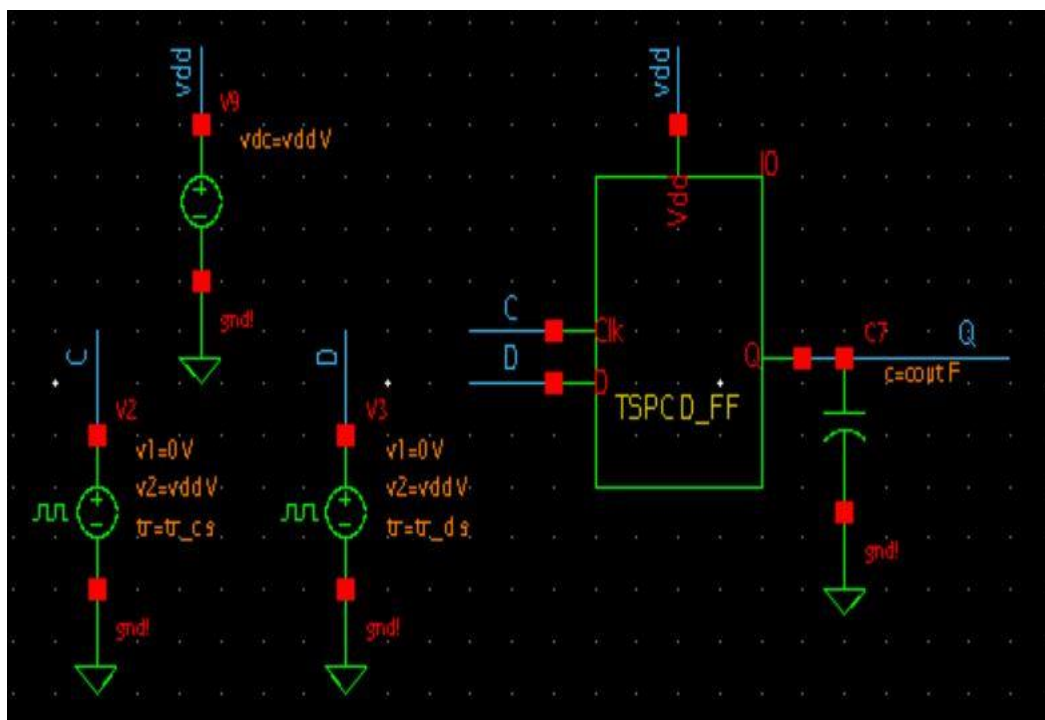 vdd
V9
vdc=vdd V
gnd!
vdd
I0
Vdd
C
Clk
D
D
Q
TSPC D_FF
C7
Q
c=cout F
gnd!
C
V2
v1=0 V
v2=vdd V
tr=tr_c s
gnd!
D
V3
v1=0 V
v2=vdd V
tr=tr_d s
gnd!